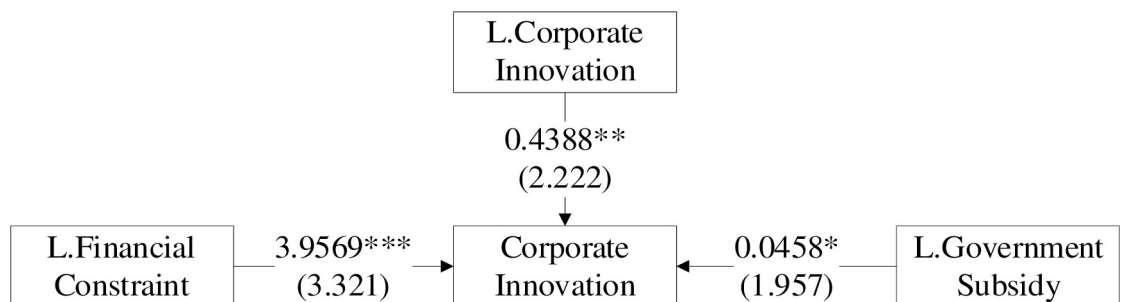 L.Corporate
Innovation
0.4388**
(2.222)
L.Financial
Constraint
3.9569***
(3.321)
Corporate
Innovation
0.0458*
(1.957)
L.Government
Subsidy